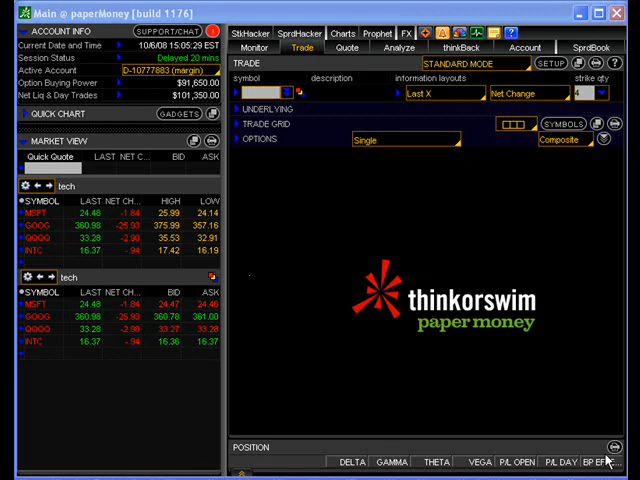 Main @ paperMoney [build 1176]
ACCOUNT INFO SUPPORT/CHAT
Current Date and Time 10/6/08 15:05:29 EST
Session Status Delayed 20 mins
Active Account D-10777883 (margin)
Option Buying Power $91,650.00
Net Liq & Day Trades $101,350.00
QUICK CHART GADGETS
MARKET VIEW
Quick Quote LAST NET C... BID ASK
tech
SYMBOL LAST NET CH... HIGH LOW
MSFT 24.48 -1.84 25.99 24.14
GOOG 360.98 -25.93 375.99 357.16
QQQQ 33.28 -2.90 35.53 32.91
INTC 16.37 -.94 17.42 16.19
tech
SYMBOL LAST NET CH... BID ASK
MSFT 24.48 -1.84 24.47 24.48
GOOG 360.98 -25.93 360.78 361.00
QQQQ 33.28 -2.90 33.27 33.28
INTC 16.37 -.94 16.36 16.37
StkHacker SprdHacker Charts Prophet FX
Monitor Trade Quote Analyze thinkBack Account SprdBook
TRADE STANDARD MODE SETUP ?
symbol description information layouts strike qty
Last X Net Change 4
UNDERLYING
TRADE GRID SYMBOLS
OPTIONS Single Composite
thinkorswim
paper money
POSITION
DELTA GAMMA THETA VEGA P/L OPEN P/L DAY BP EFF...